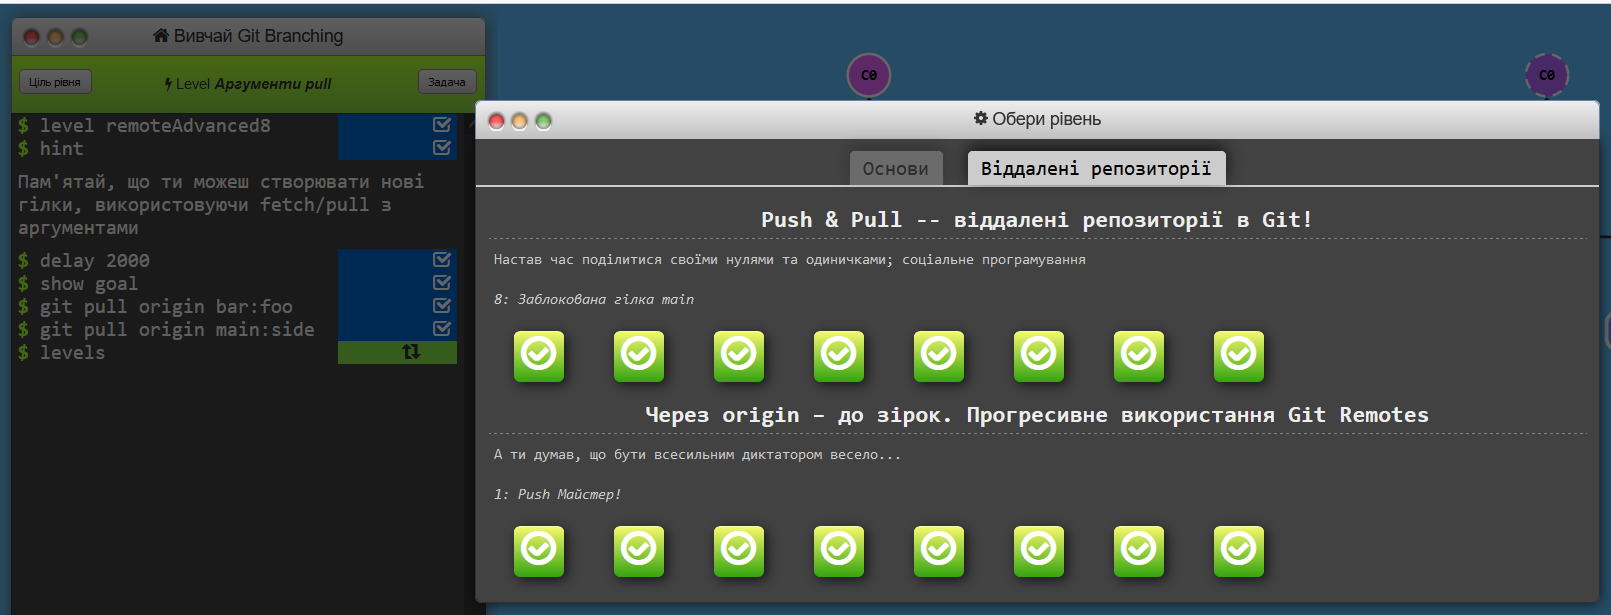 Вивчай Git Branching
Ціль рівня
Level Аргументи pull
Задача
$ level remoteAdvanced8
$ hint
Пам'ятай, що ти можеш створювати нові
гілки, використовуючи fetch/pull з
аргументами
$ delay 2000
$ show goal
$ git pull origin bar:foo
$ git pull origin main:side
$ levels
C0
C0
Обери рівень
Основи
Віддалені репозиторії
Push & Pull -- віддалені репозиторії в Git!
Настав час поділитися своїми нулями та одиничками; соціальне програмування
8: Заблокована гілка main
Через origin – до зірок. Прогресивне використання Git Remotes
А ти думав, що бути всесильним диктатором весело...
1: Push Майстер!